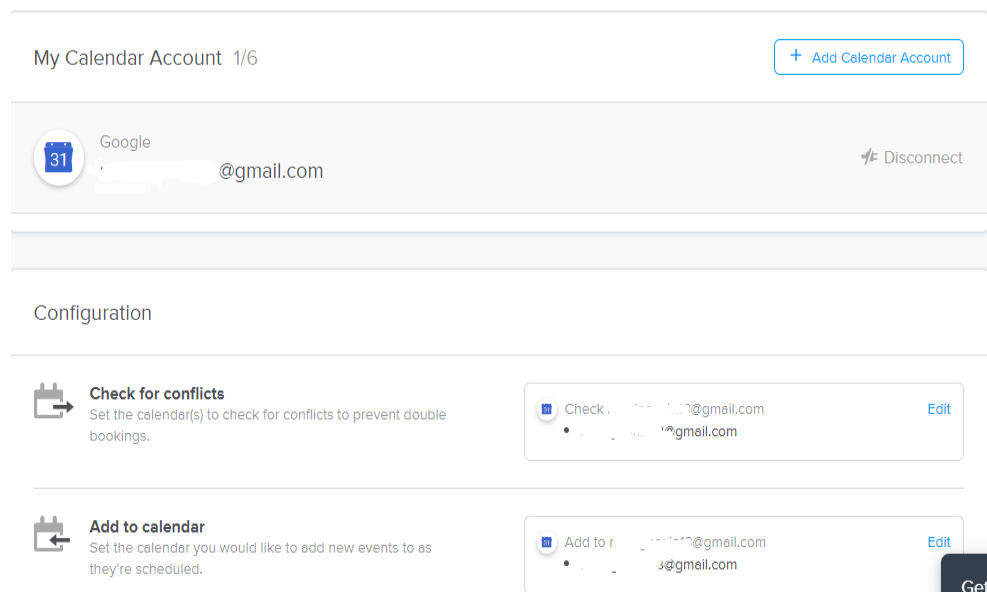 My Calendar Account 1/6
+ Add Calendar Account
31
Google
@gmail.com
Disconnect
Configuration
Check for conflicts
Set the calendar(s) to check for conflicts to prevent double
bookings.
31 Check @gmail.com
• @gmail.com
Edit
Add to calendar
Set the calendar you would like to add new events to as
they're scheduled.
31 Add to @gmail.com
• @gmail.com
Edit
Get